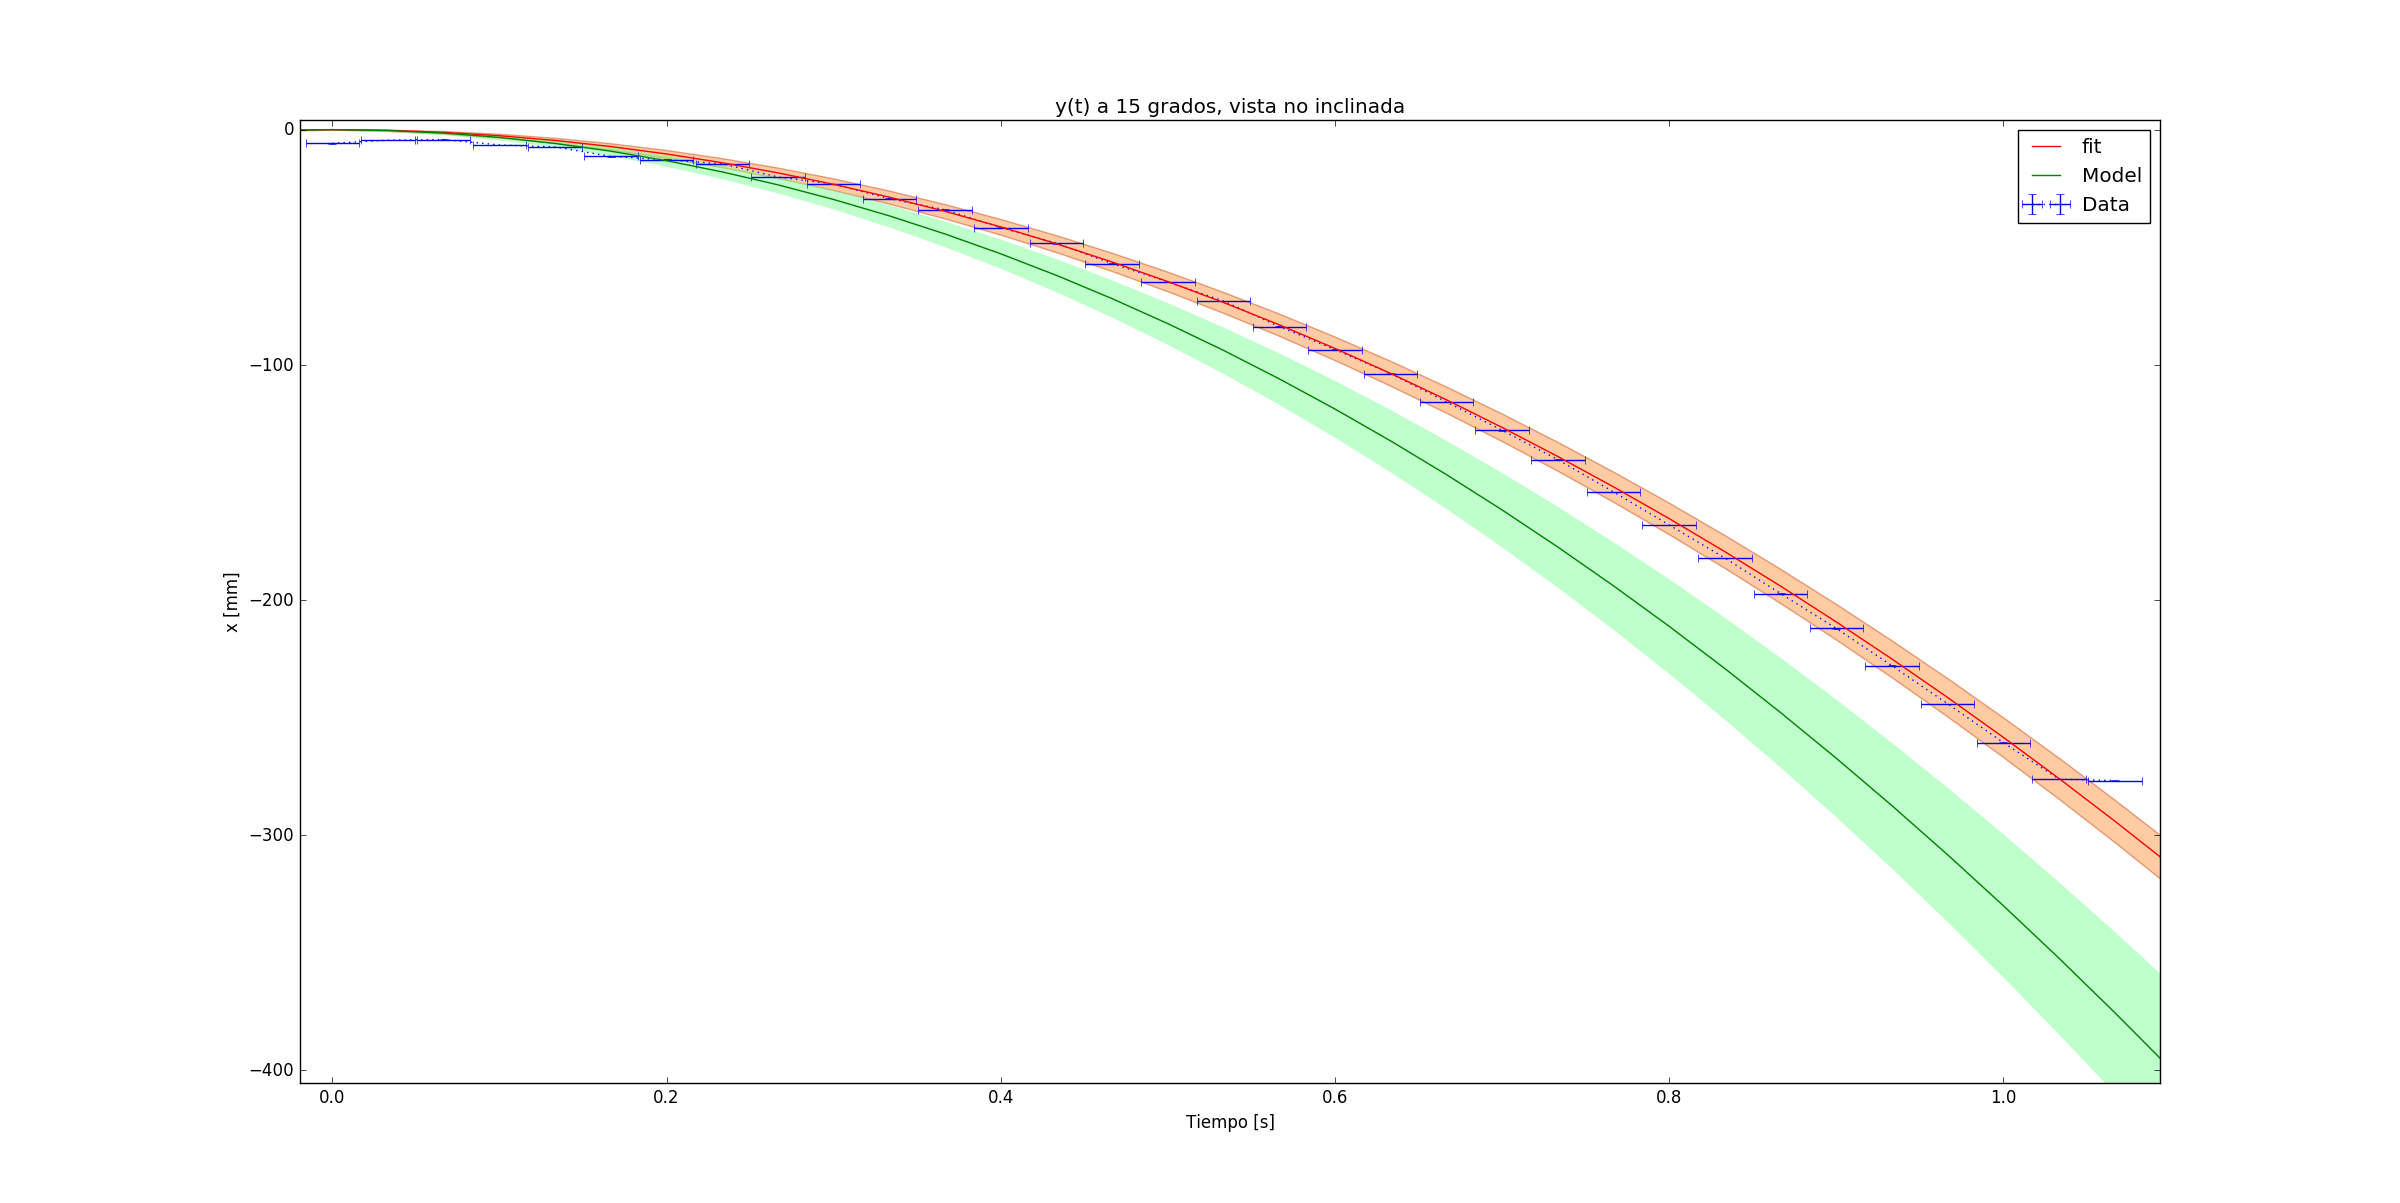 y(t) a 15 grados, vista no inclinada
fit
Model
Data
0
−100
−200
−300
−400
x [mm]
0.0 0.2 0.4 0.6 0.8 1.0
Tiempo [s]